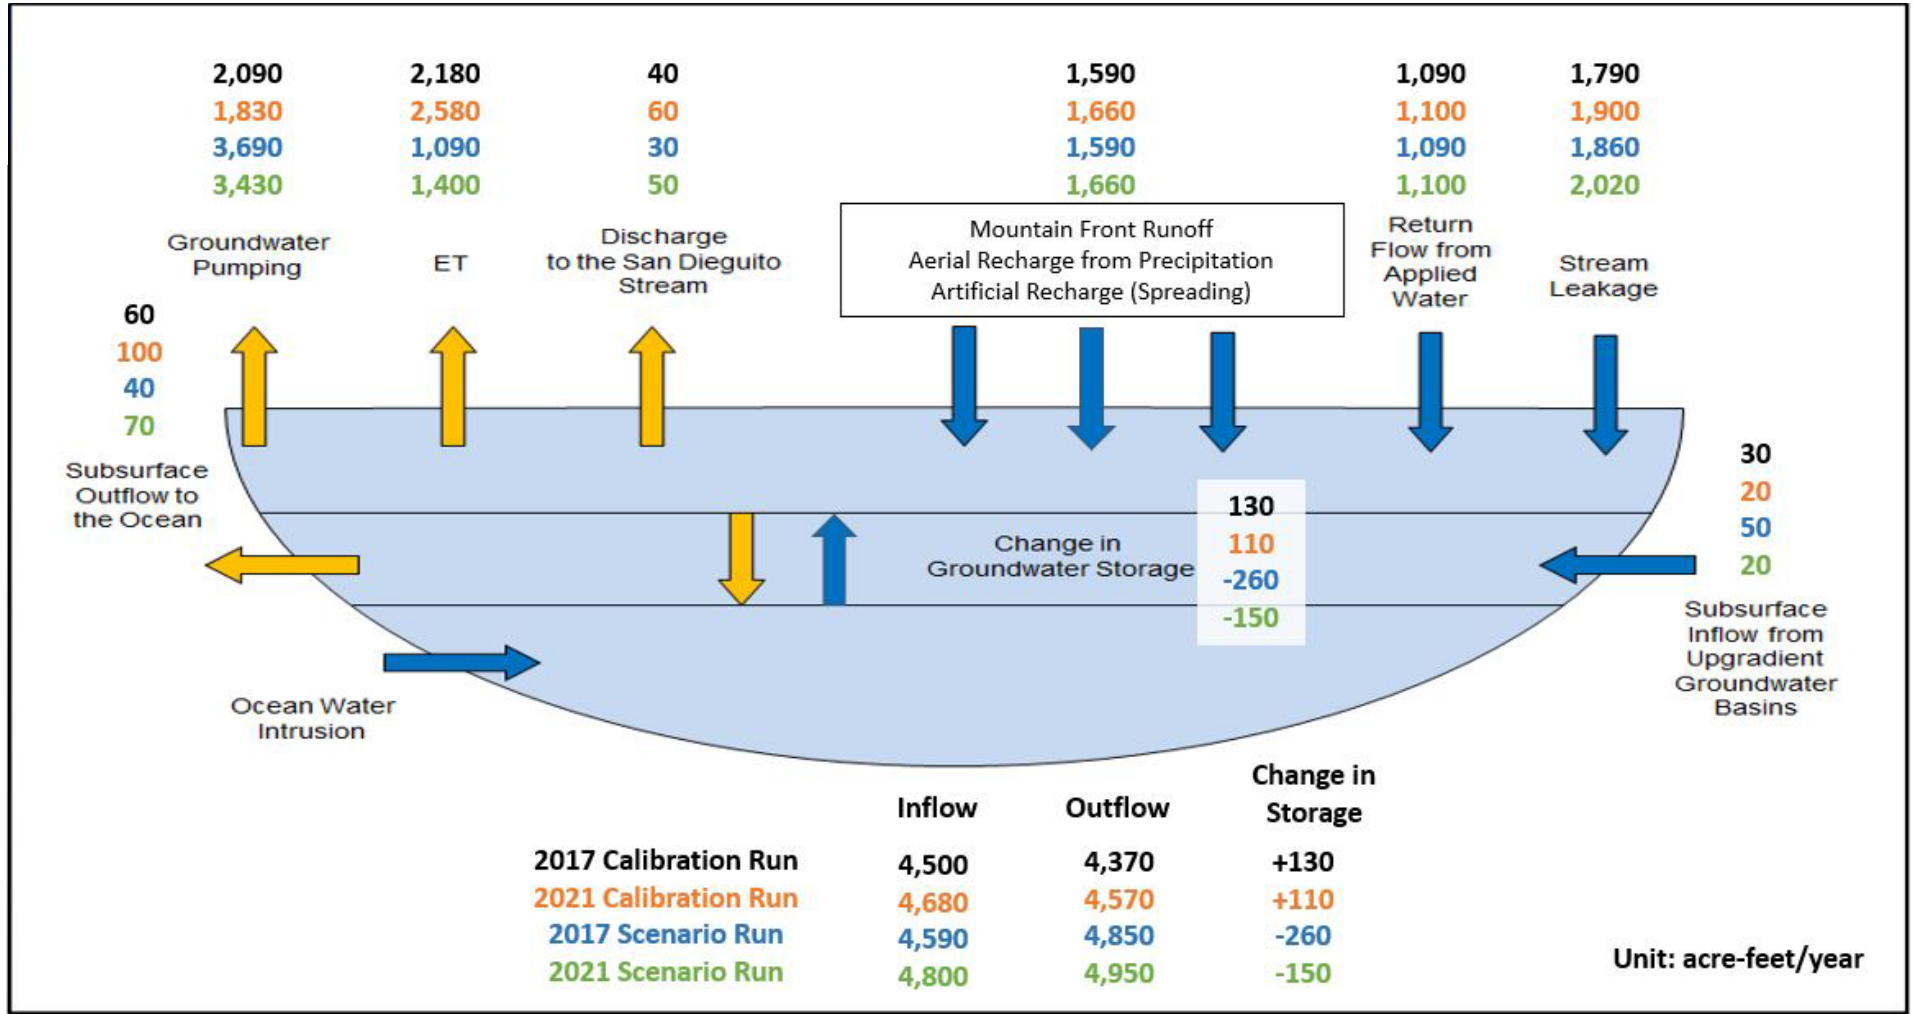 2,090
1,830
3,690
3,430
Groundwater
Pumping
2,180
2,580
1,090
1,400
ET
40
60
30
50
Discharge
to the San Dieguito
Stream
1,590
1,660
1,590
1,660
Mountain Front Runoff
Aerial Recharge from Precipitation
Artificial Recharge (Spreading)
1,090
1,100
1,090
1,100
Return
Flow from
Applied
Water
1,790
1,900
1,860
2,020
Stream
Leakage
60
100
40
70
Subsurface
Outflow to
the Ocean
Change in
Groundwater Storage
130
110
-260
-150
30
20
50
20
Subsurface
Inflow from
Upgradient
Groundwater
Basins
Ocean Water
Intrusion
Inflow Outflow Change in
Storage
2017 Calibration Run 4,500 4,370 +130
2021 Calibration Run 4,680 4,570 +110
2017 Scenario Run 4,590 4,850 -260
2021 Scenario Run 4,800 4,950 -150
Unit: acre-feet/year